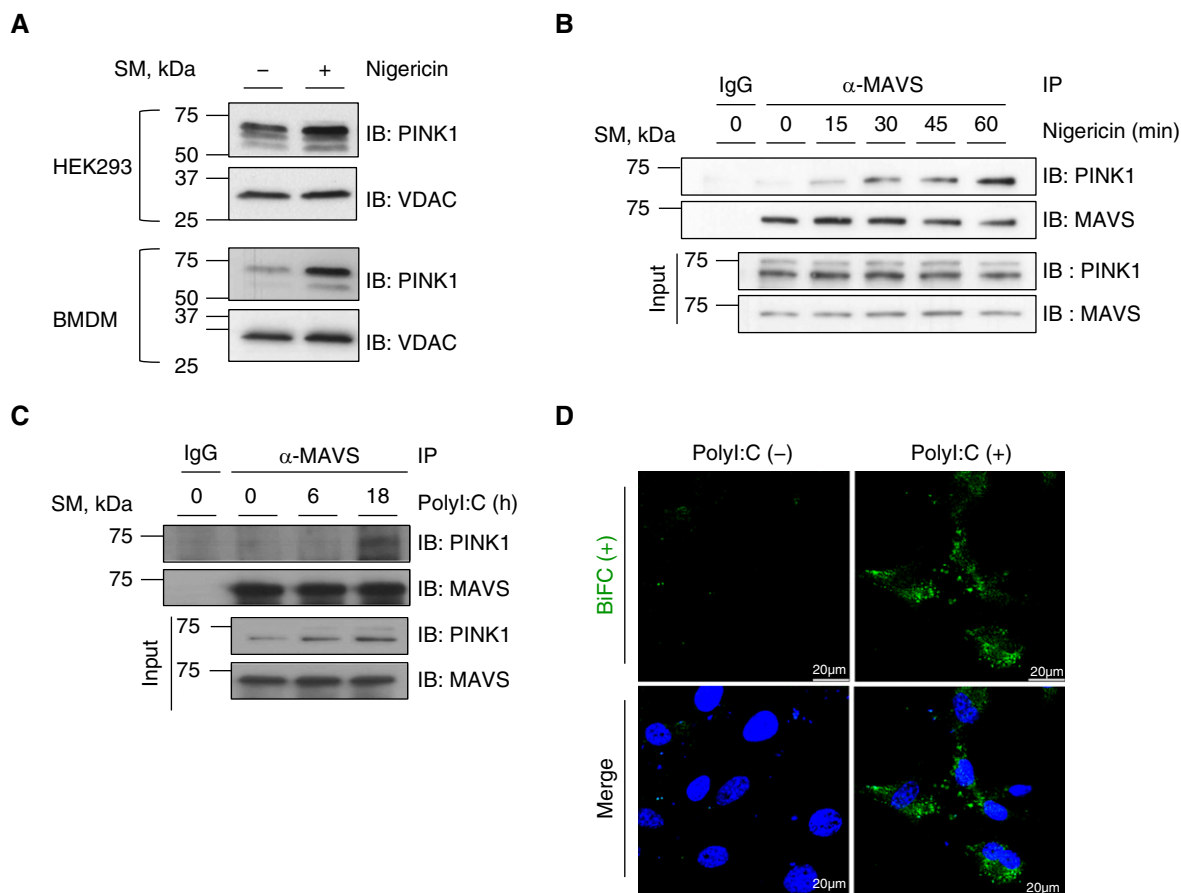 A
SM, kDa – + Nigericin
HEK293
75
50
IB: PINK1
37
25
IB: VDAC
BMDM
75
50
IB: PINK1
37
25
IB: VDAC
B
IgG α-MAVS IP
SM, kDa 0 0 15 30 45 60 Nigericin (min)
75 IB: PINK1
75 IB: MAVS
Input
75 IB : PINK1
75 IB : MAVS
C
IgG α-MAVS IP
SM, kDa 0 0 6 18 PolyI:C (h)
75 IB: PINK1
75 IB: MAVS
Input
75 IB: PINK1
75 IB: MAVS
D
PolyI:C (–) PolyI:C (+)
BiFC (+)
20µm 20µm
Merge
20µm 20µm